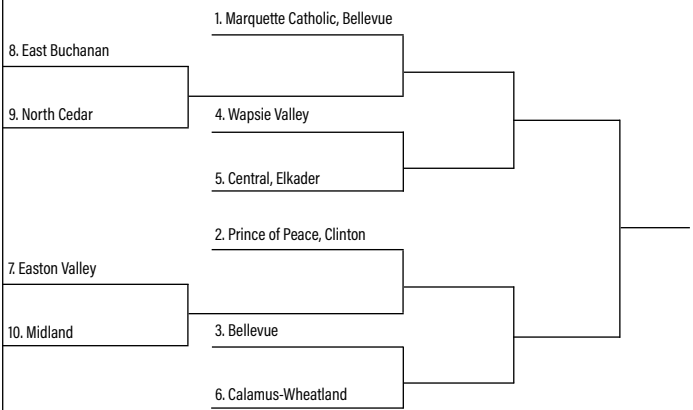 1. Marquette Catholic, Bellevue
8. East Buchanan
9. North Cedar
4. Wapsie Valley
5. Central, Elkader
2. Prince of Peace, Clinton
7. Easton Valley
10. Midland
3. Bellevue
6. Calamus-Wheatland